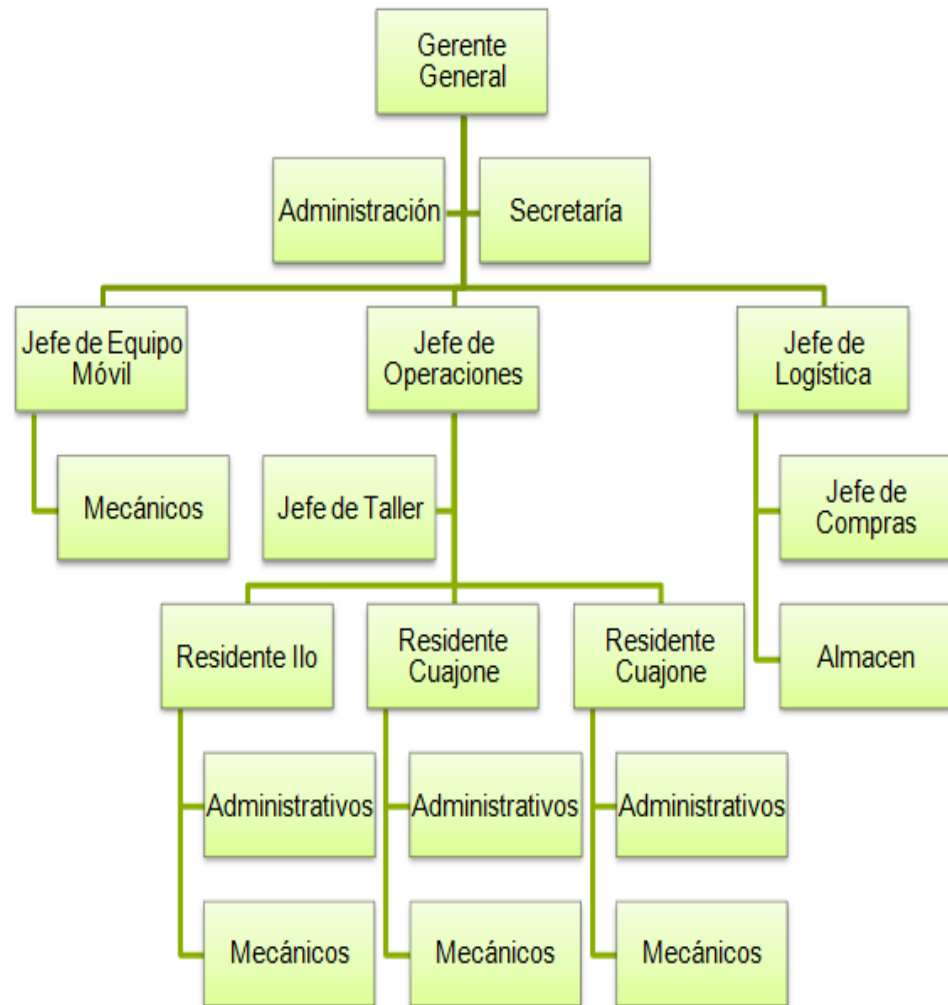 Gerente
General
Administración
Secretaría
Jefe de Equipo
Móvil
Jefe de
Operaciones
Jefe de
Logística
Mecánicos
Jefe de Taller
Jefe de
Compras
Residente Ilo
Residente
Cuajone
Residente
Cuajone
Almacen
Administrativos
Administrativos
Administrativos
Mecánicos
Mecánicos
Mecánicos